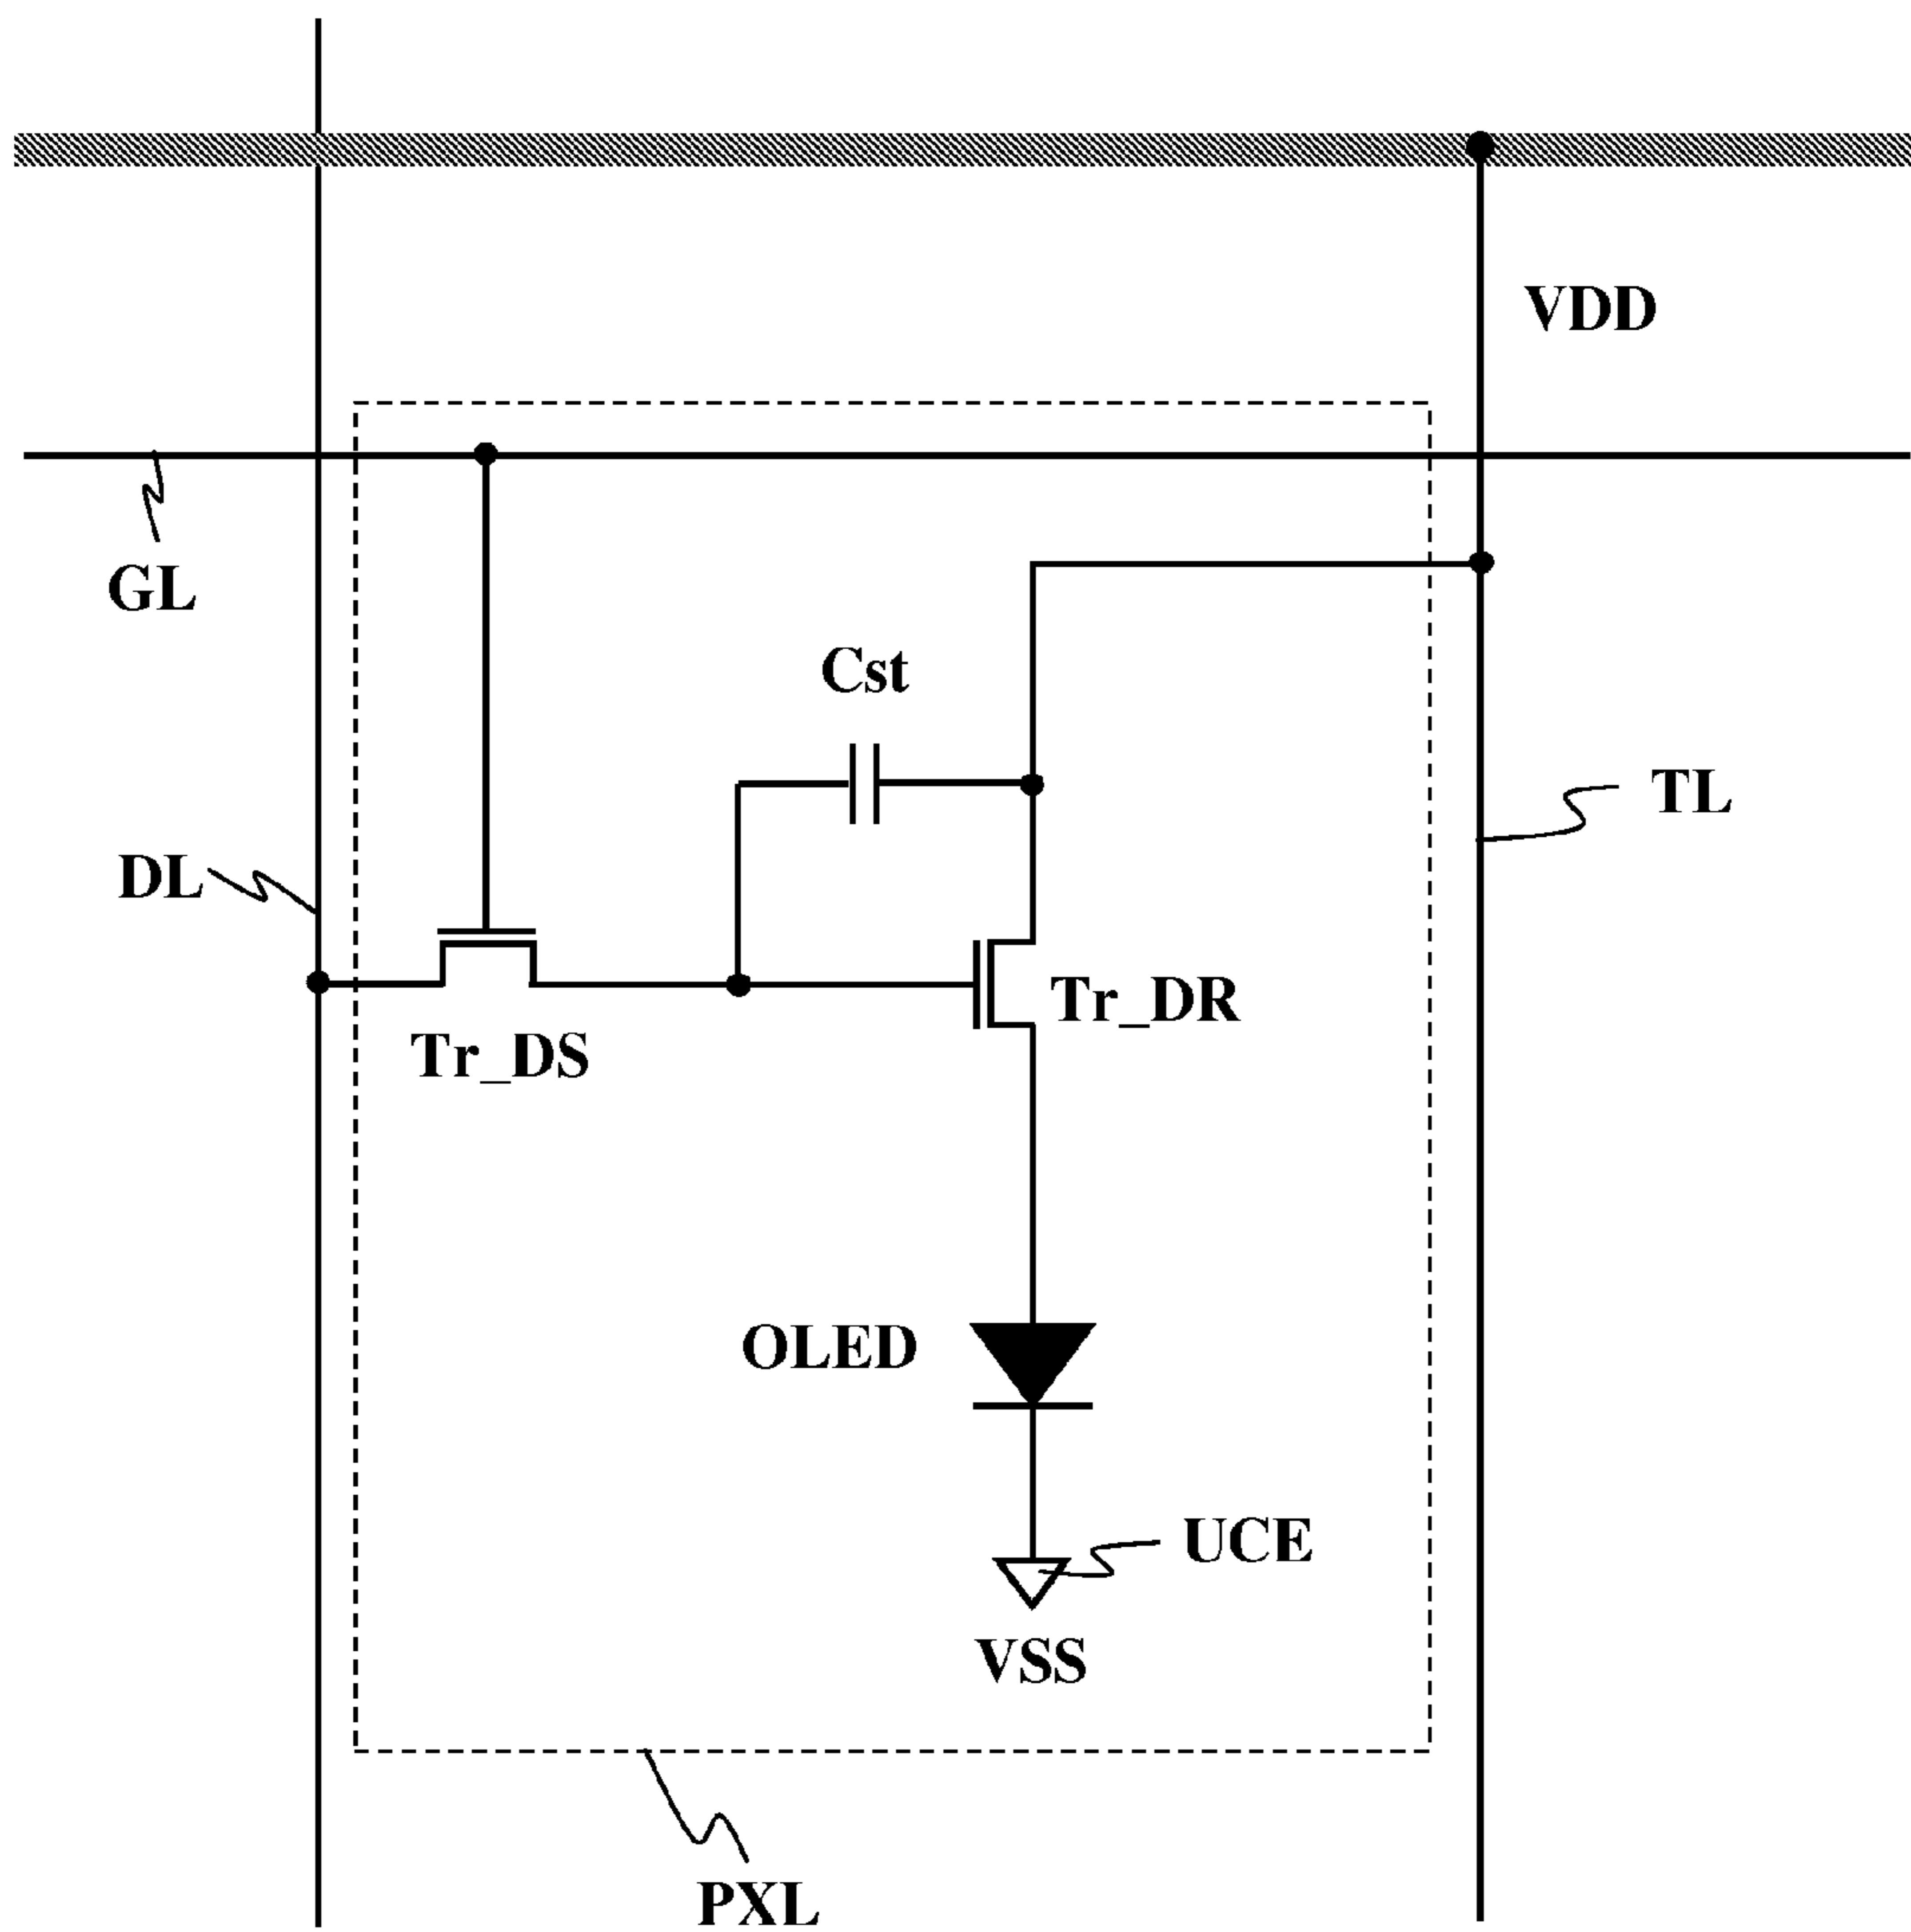 VDD
GL
Cst
TL
DL
Tr_DR
Tr_DS
OLED
UCE
VSS
PXL